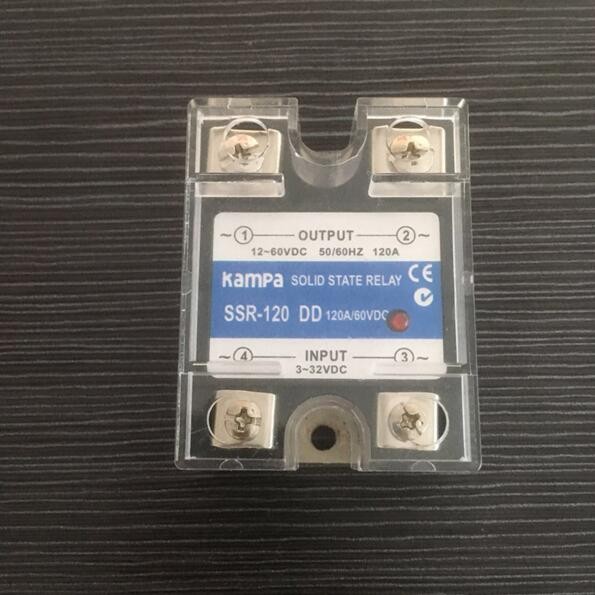 ~① OUTPUT ②~
12~60VDC 50/60HZ 120A
Kampa SOLID STATE RELAY CE
SSR-120 DD 120A/60VDC
~④ INPUT ③~
3~32VDC